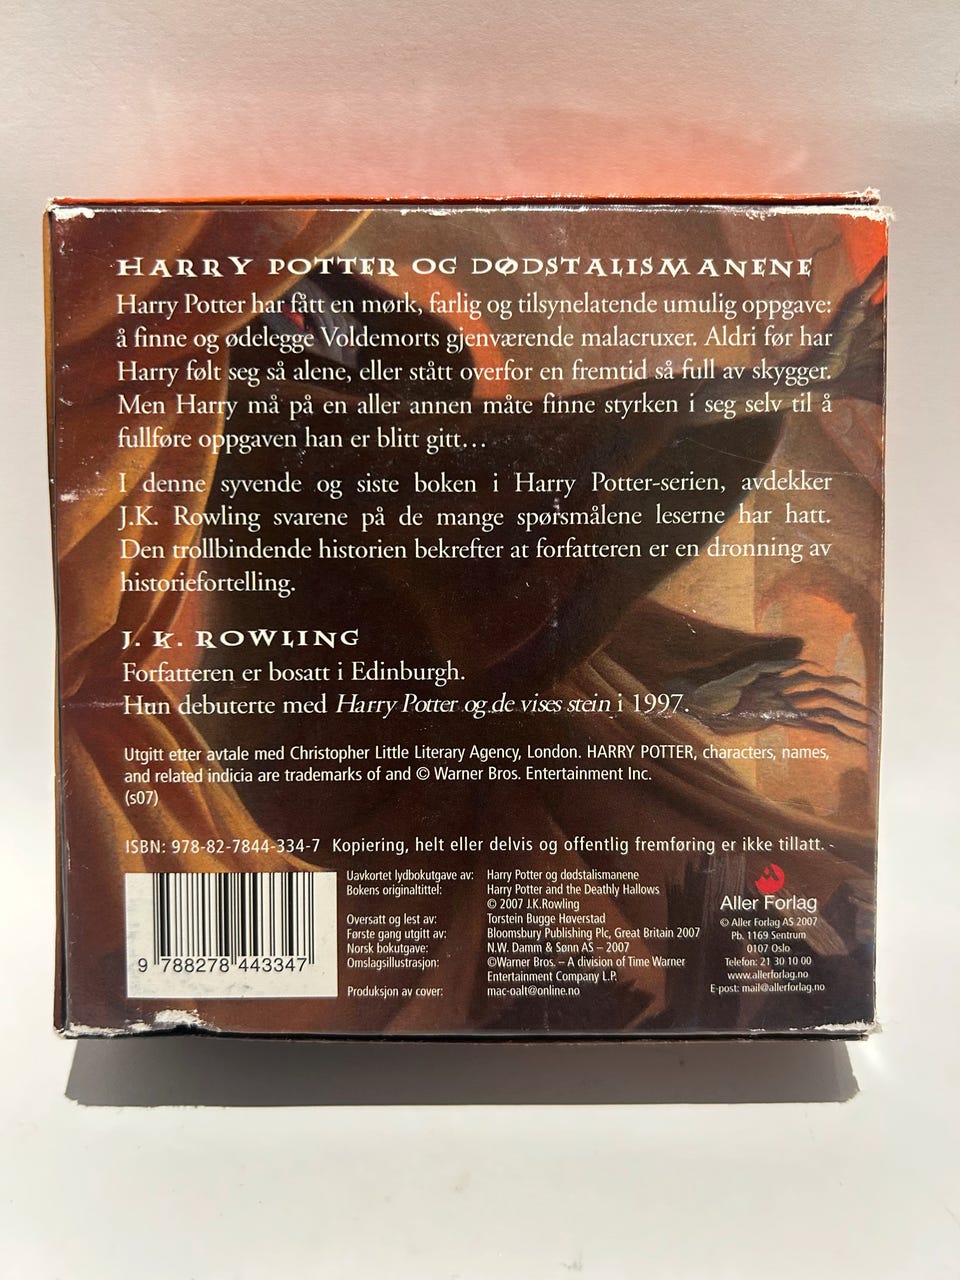 HARRY POTTER OG DØDSTALISMANENE
Harry Potter har fått en mørk, farlig og tilsynelatende umulig oppgave:
å finne og ødelegge Voldemorts gjenværende malacruxer. Aldri før har
Harry følt seg så alene, eller stått overfor en fremtid så full av skygger.
Men Harry må på en aller annen måte finne styrken i seg selv til å
fullføre oppgaven han er blitt gitt…
I denne syvende og siste boken i Harry Potter-serien, avdekker
J.K. Rowling svarene på de mange spørsmålene leserne har hatt.
Den trollbindende historien bekrefter at forfatteren er en dronning av
historiefortelling.
J. K. ROWLING
Forfatteren er bosatt i Edinburgh.
Hun debuterte med Harry Potter og de vises stein i 1997.
Utgitt etter avtale med Christopher Little Literary Agency, London. HARRY POTTER, characters, names,
and related indicia are trademarks of and © Warner Bros. Entertainment Inc.
(s07)
ISBN: 978-82-7844-334-7 Kopiering, helt eller delvis og offentlig fremføring er ikke tillatt.
9 788278 443347
Uavkortet lydbokutgave av: Harry Potter og dødstalismanene
Bokens originaltittel: Harry Potter and the Deathly Hallows
© 2007 J.K.Rowling
Oversatt og lest av: Torstein Bugge Høverstad
Første gang utgitt av: Bloomsbury Publishing Plc, Great Britain 2007
Norsk bokutgave: N.W. Damm & Sønn AS – 2007
Omslagsillustrasjon: ©Warner Bros. – A division of Time Warner
Entertainment Company L.P.
Produksjon av cover: mac-oalt@online.no
Aller Forlag
© Aller Forlag AS 2007
Pb. 1169 Sentrum
0107 Oslo
Telefon: 21 30 10 00
www.allerforlag.no
E-post: mail@allerforlag.no